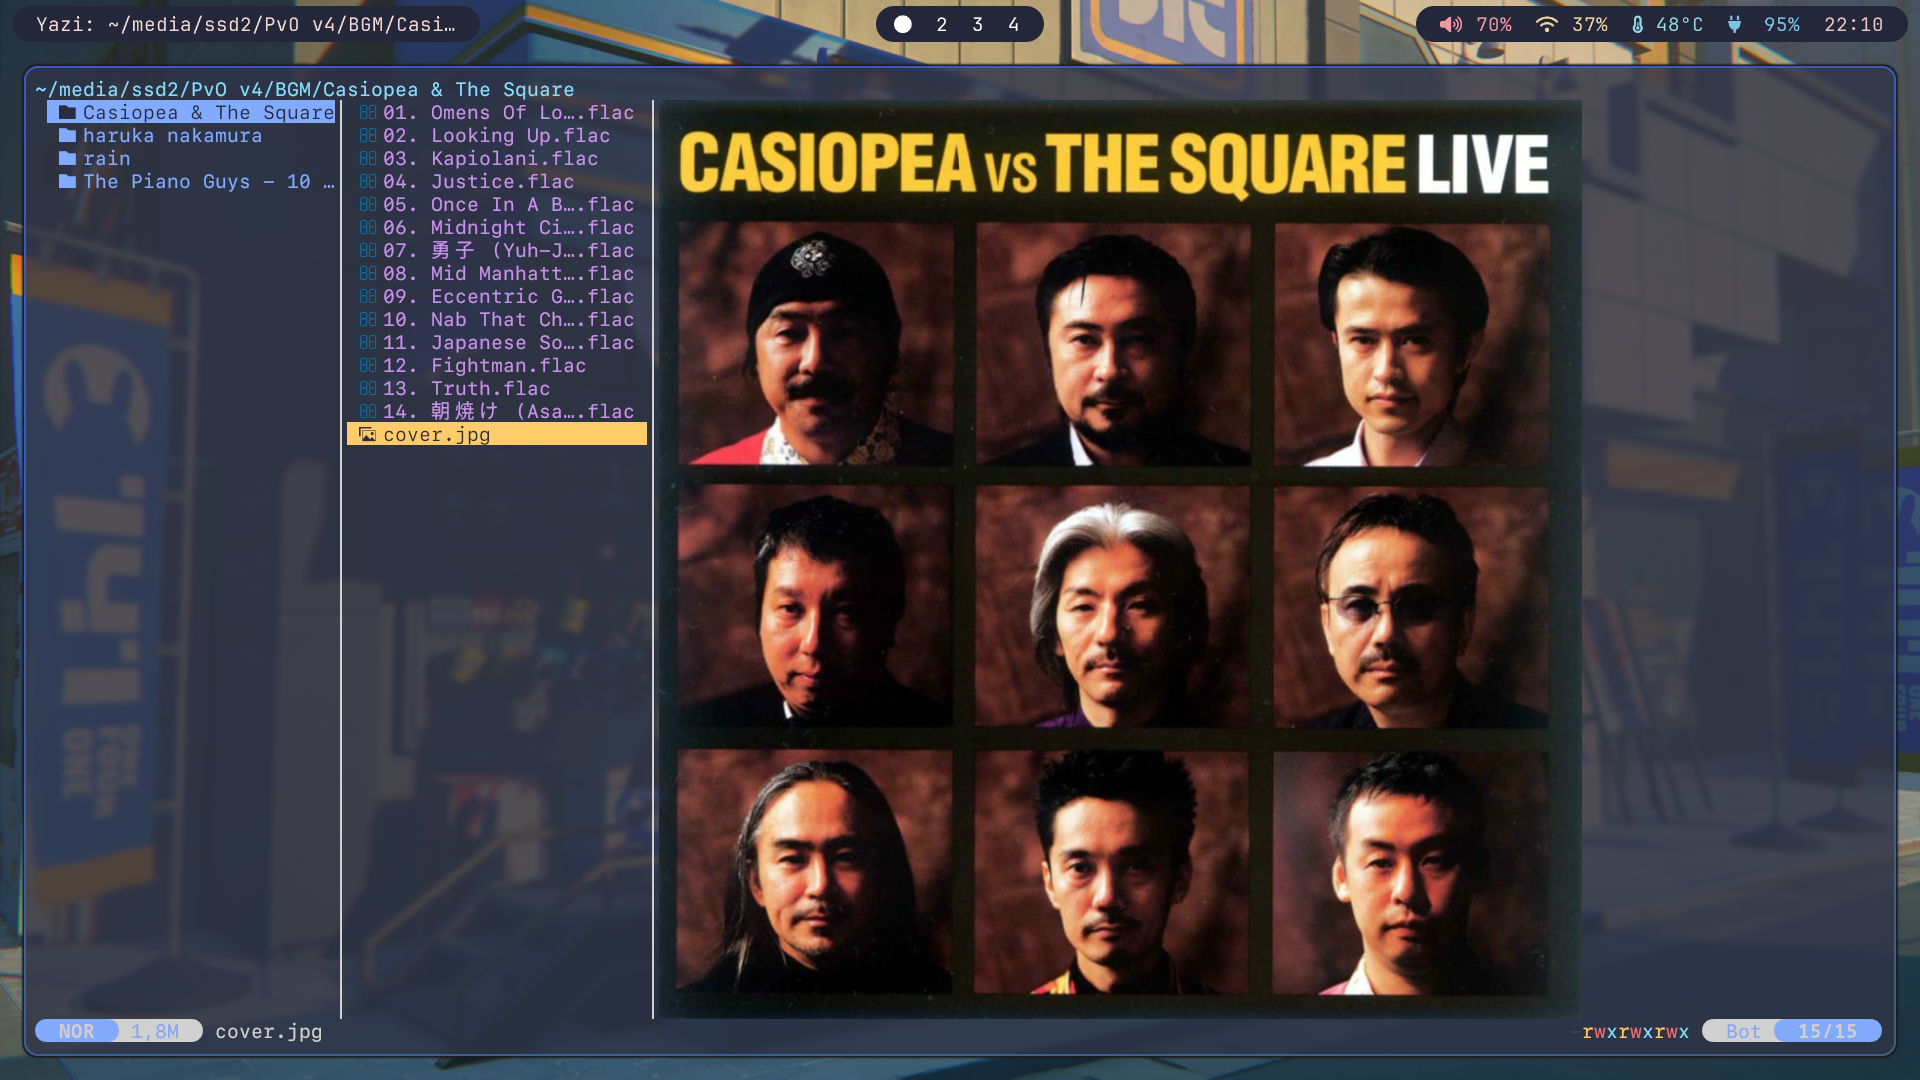 Yazi: ~/media/ssd2/PvO v4/BGM/Casi…
2 3 4
70% 37% 48°C 95% 22:10
~/media/ssd2/PvO v4/BGM/Casiopea & The Square
Casiopea & The Square
haruka nakamura
rain
The Piano Guys - 10 …
01. Omens Of Lo….flac
02. Looking Up.flac
03. Kapiolani.flac
04. Justice.flac
05. Once In A B….flac
06. Midnight Ci….flac
07. 勇子 (Yuh-J….flac
08. Mid Manhatt….flac
09. Eccentric G….flac
10. Nab That Ch….flac
11. Japanese So….flac
12. Fightman.flac
13. Truth.flac
14. 朝焼け (Asa….flac
cover.jpg
CASIOPEA VS THE SQUARE LIVE
ONE
FOUR
ONE
NOR 1,8M cover.jpg
-rwxrwxrwx Bot 15/15